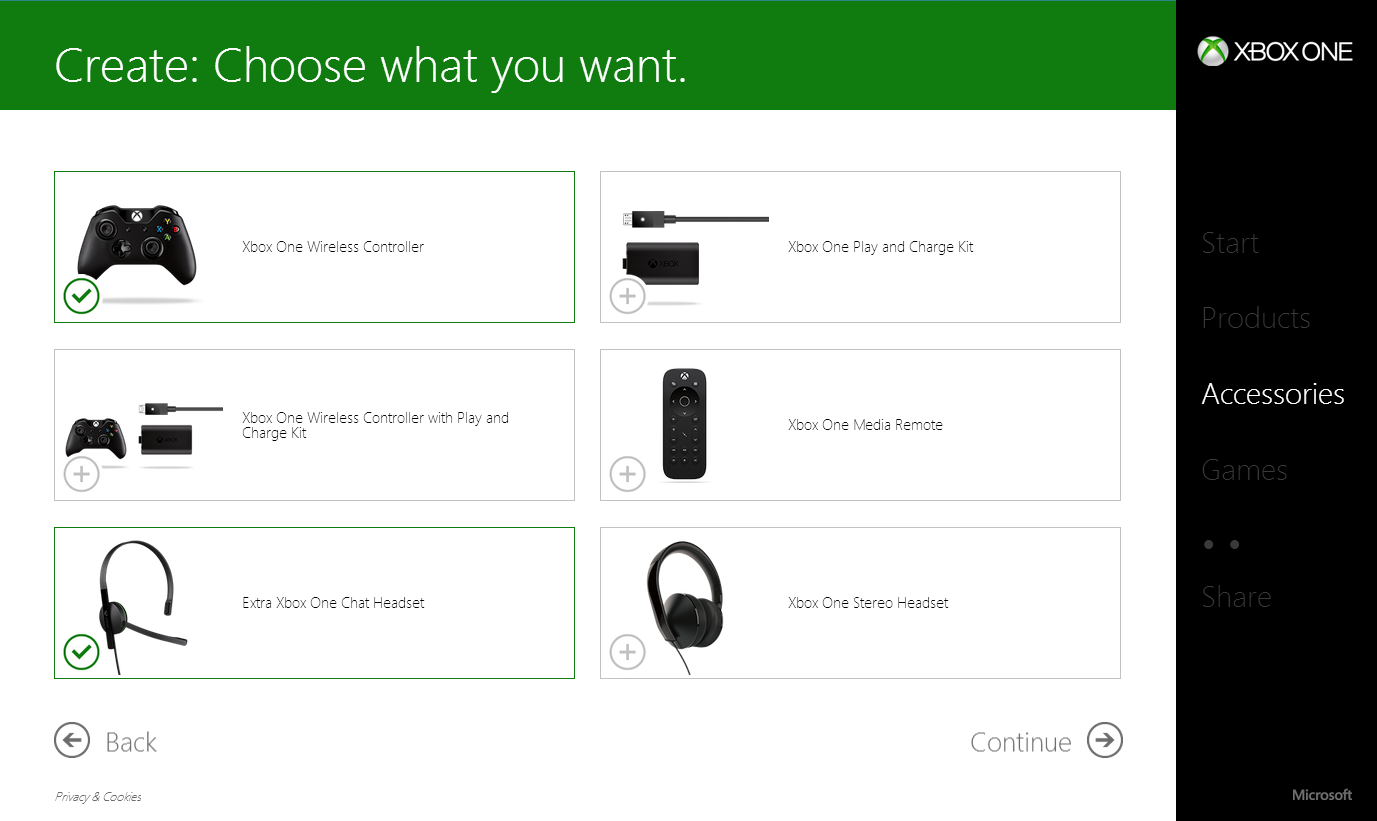 Create: Choose what you want.
XBOX ONE
Xbox One Wireless Controller
Xbox One Play and Charge Kit
Xbox One Wireless Controller with Play and
Charge Kit
Xbox One Media Remote
Extra Xbox One Chat Headset
Xbox One Stereo Headset
Back
Continue
Privacy & Cookies
Start
Products
Accessories
Games
Share
Microsoft